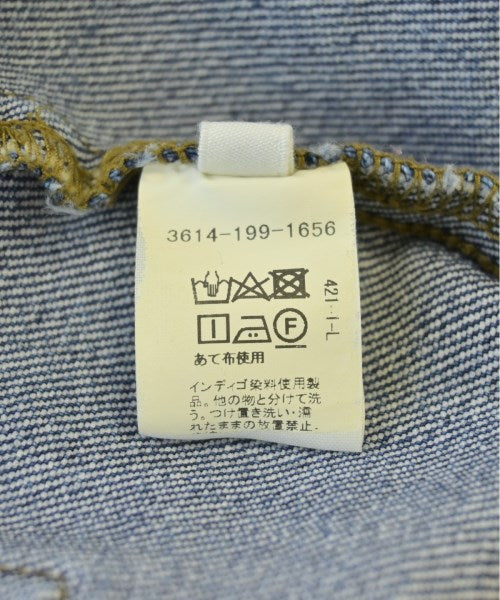 3614-199-1656
421-i-L
F
あて布使用
インディゴ染料使用製
品。他の物と分けて洗
う。つけ置き洗い・濡
れたままの放置禁止.